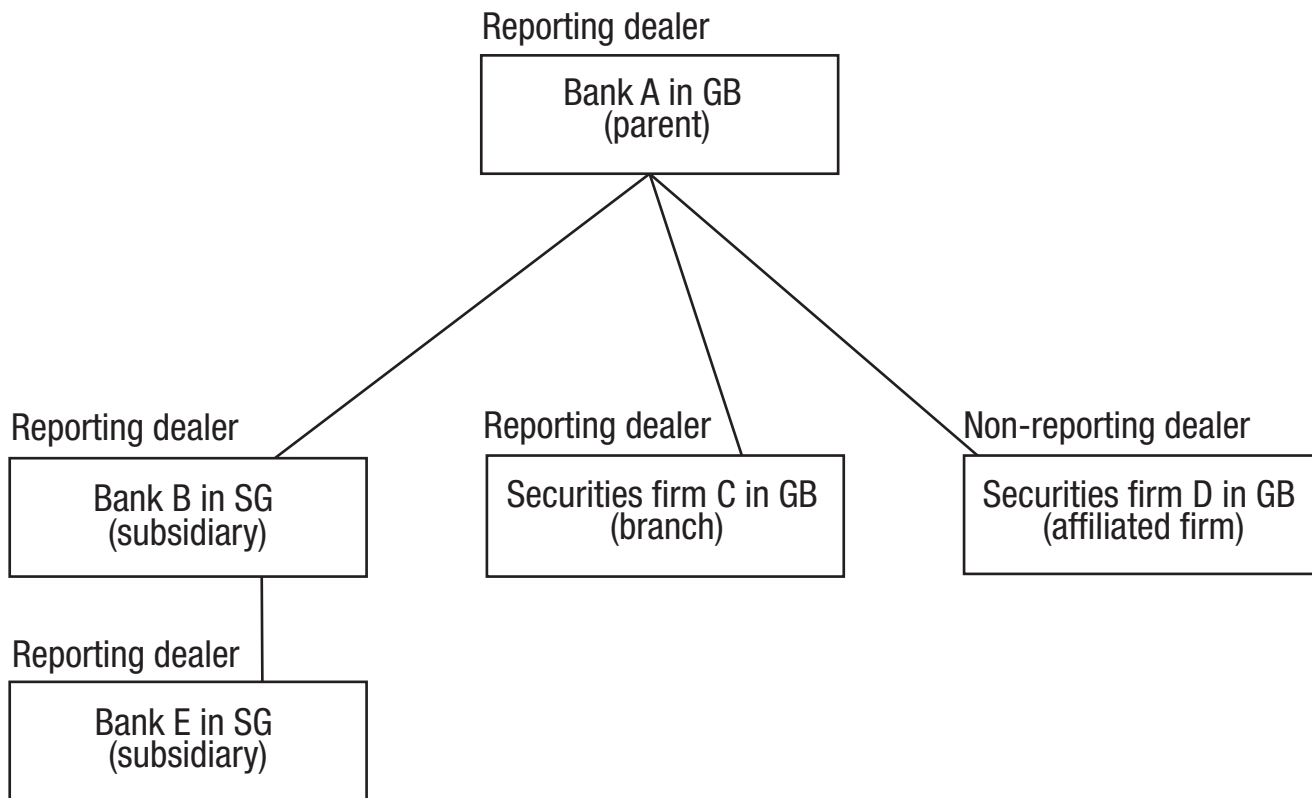 Reporting dealer
Bank A in GB
(parent)
Reporting dealer
Bank B in SG
(subsidiary)
Reporting dealer
Securities firm C in GB
(branch)
Non-reporting dealer
Securities firm D in GB
(affiliated firm)
Reporting dealer
Bank E in SG
(subsidiary)